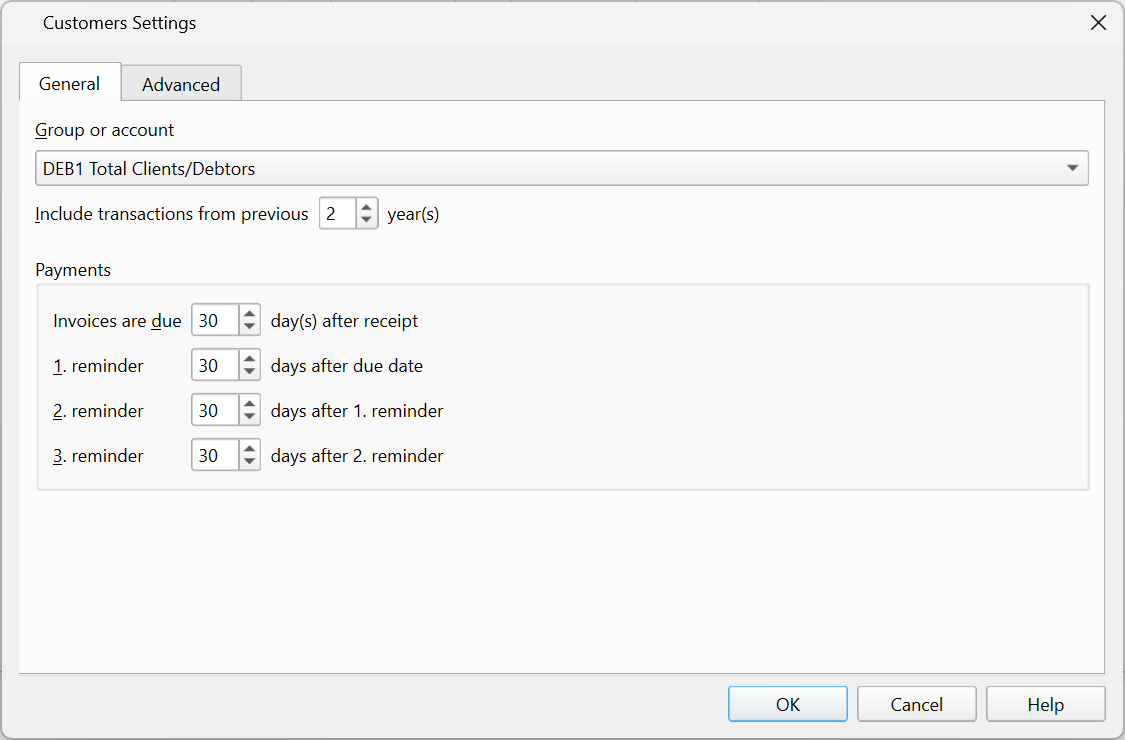 Customers Settings
General Advanced
Group or account
DEB1 Total Clients/Debtors
Include transactions from previous 2 year(s)
Payments
Invoices are due 30 day(s) after receipt
1. reminder 30 days after due date
2. reminder 30 days after 1. reminder
3. reminder 30 days after 2. reminder
OK Cancel Help